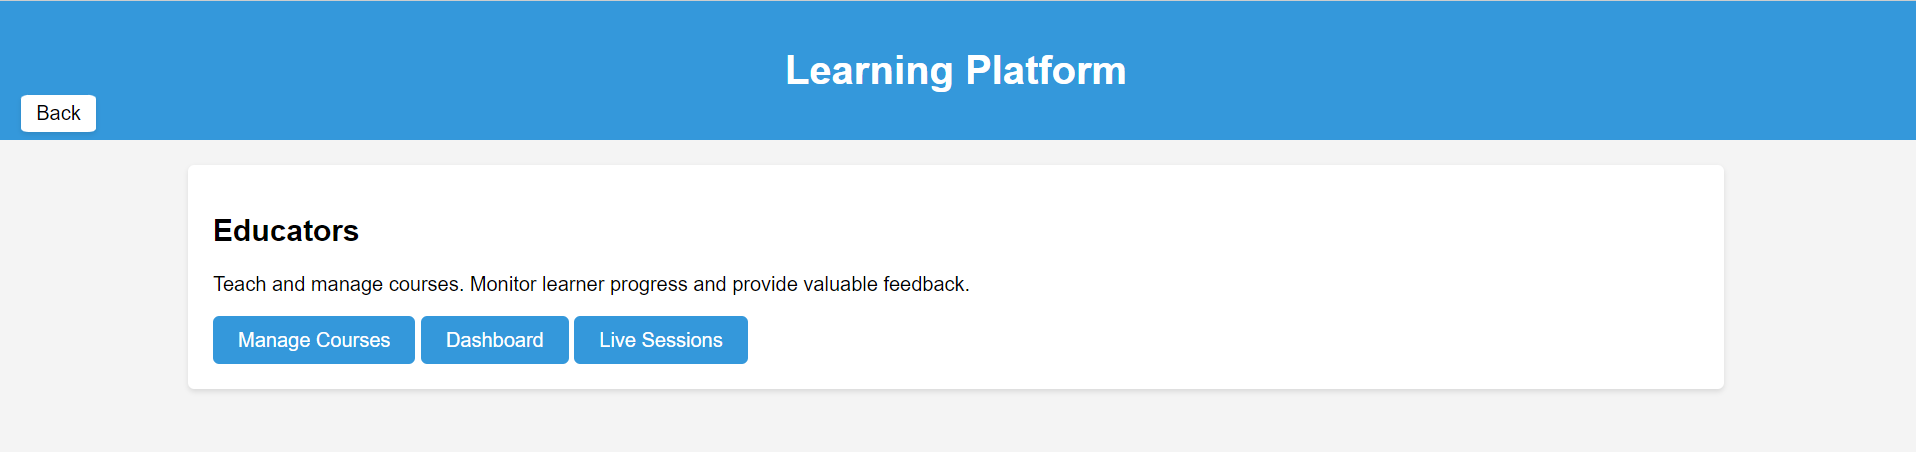 Learning Platform
Back
Educators
Teach and manage courses. Monitor learner progress and provide valuable feedback.
Manage Courses Dashboard Live Sessions